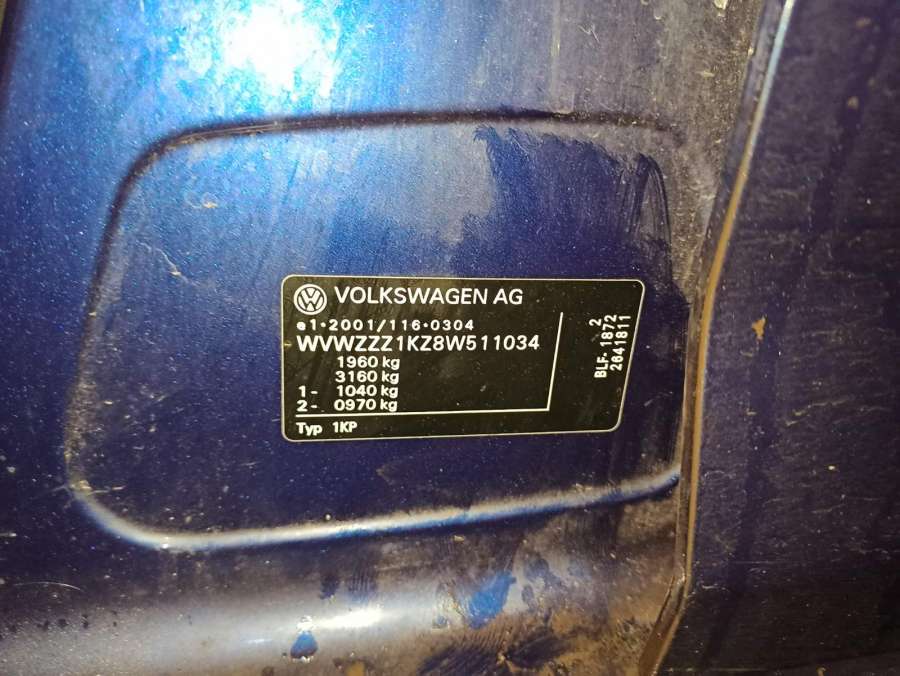 VOLKSWAGEN AG
e1*2001/116*0304
WVWZZZ1KZ8W511034
1960 kg
3160 kg
1- 1040 kg
2- 0970 kg
Typ 1KP
2
BLF. 1872
2641811